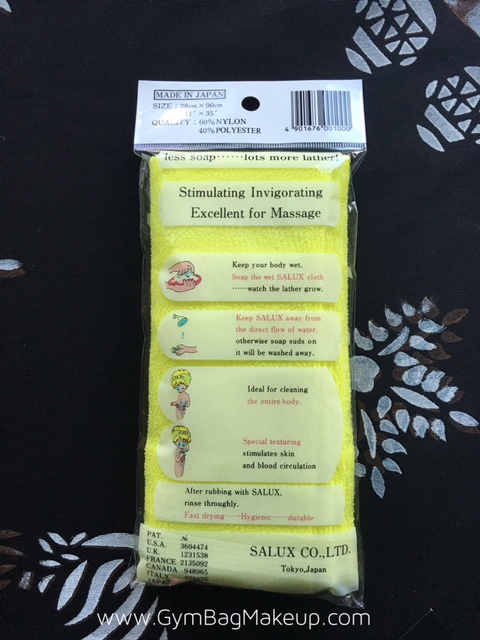 MADE IN JAPAN
SIZE : 28cm×90cm
11"×35"
QUALITY : 60% NYLON
40% POLYESTER
4 901676 001000
less soap······lots more lather!
Stimulating Invigorating
Excellent for Massage
Keep your body wet.
Soap the wet SALUX cloth
······watch the lather grow.
Keep SALUX away from
the direct flow of water,
otherwise soap suds on
it will be washed away.
Ideal for cleaning
the entire body.
Special texturing
stimulates skin
and blood circulation
After rubbing with SALUX,
rinse throughly.
Fast drying······Hygienic······durable
PAT. №
U.S.A. 3604474
U.K. 1231538
FRANCE 2135092
CANADA 948965
ITALY
JAPAN
SALUX CO.,LTD.
Tokyo,Japan
www.GymBagMakeup.com